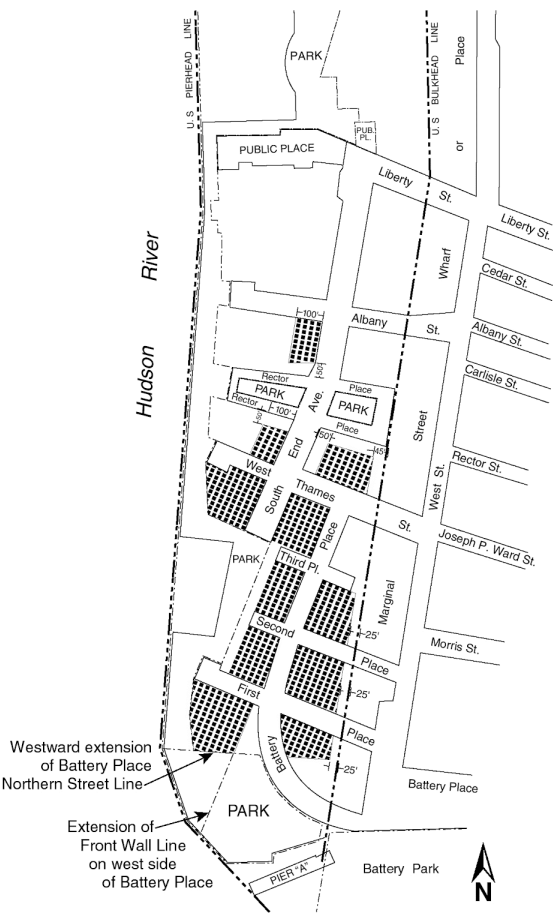 U.S PIERHEAD LINE
PARK
U.S BULKHEAD LINE
Place
or
PUB.
PL.
PUBLIC PLACE
Liberty St.
Liberty St.
Wharf
Cedar St.
Hudson River
100'
Albany St.
Albany St.
50'
Carlisle St.
Rector Place
PARK
PARK
Rector Place
100'
50'
50'
45'
Ave.
End
South
Street
West St.
Rector St.
West Thames St.
Joseph P. Ward St.
Place
PARK
Third Pl.
Marginal
25'
Second Place
Morris St.
25'
First Place
Battery
25'
Battery Place
Westward extension
of Battery Place
Northern Street Line
PARK
Extension of
Front Wall Line
on west side
of Battery Place
PIER "A"
Battery Park
N